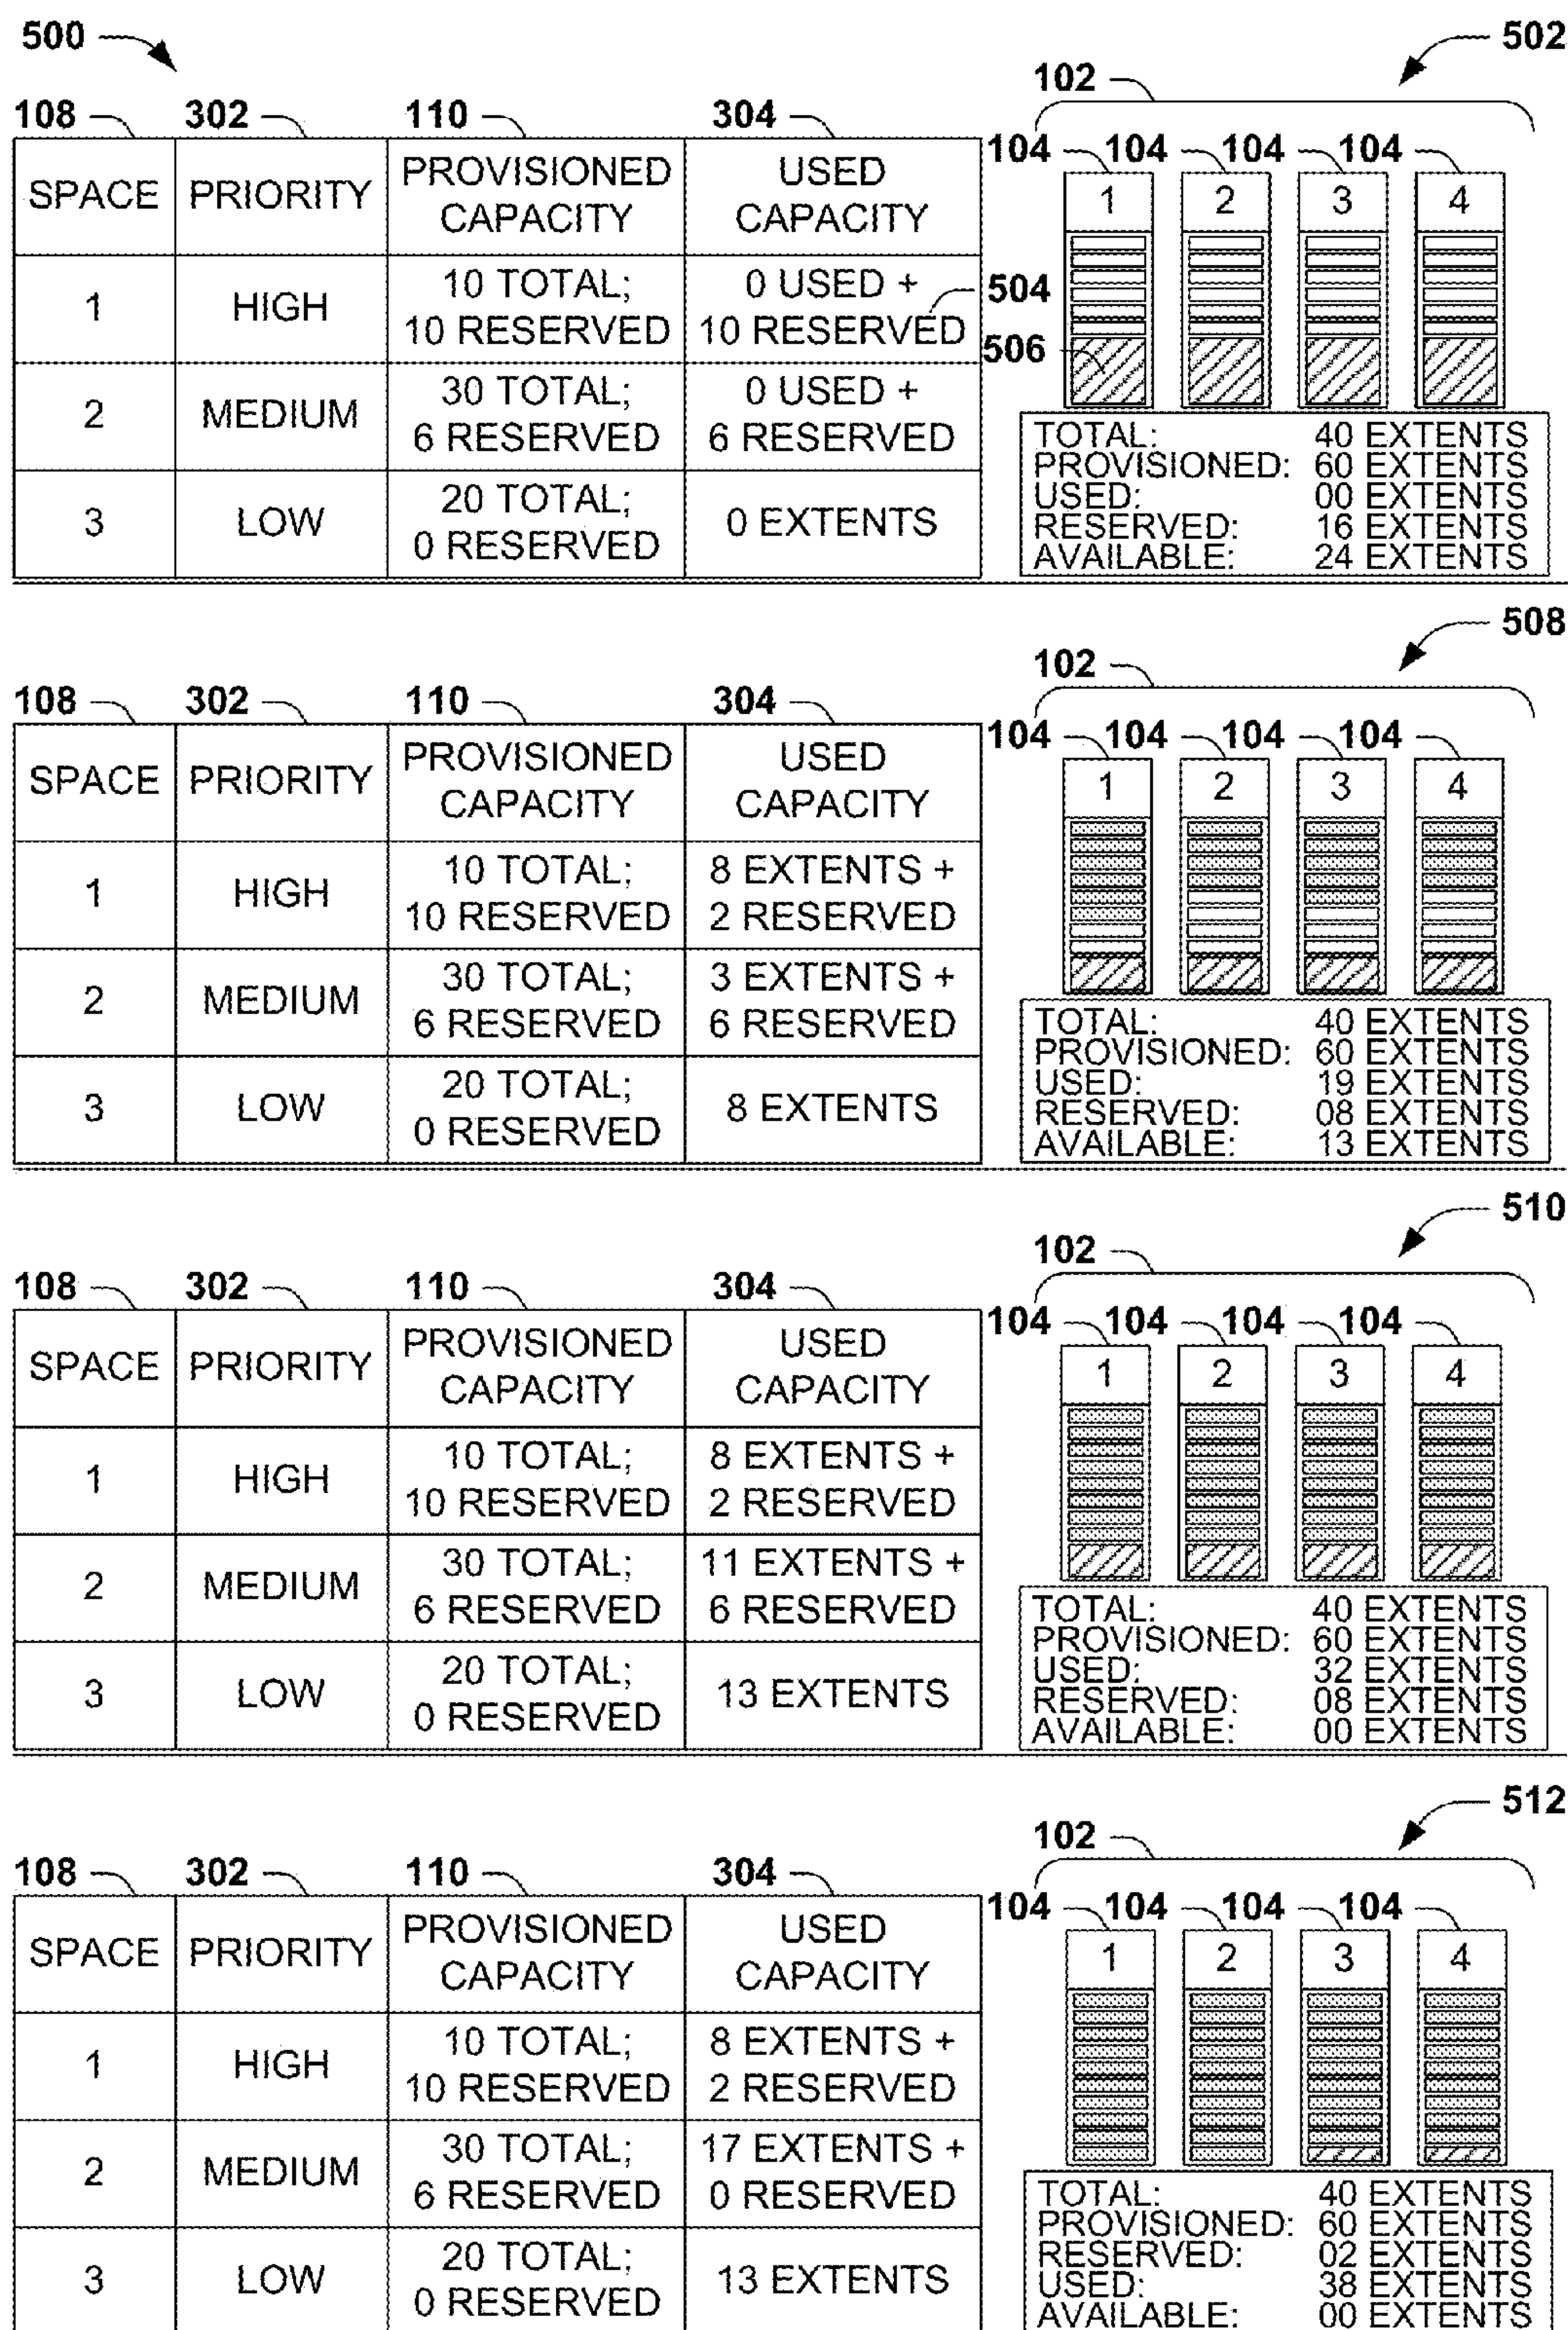 500
502
102
108 302 110 304
104 104 104 104
SPACE PRIORITY PROVISIONED CAPACITY USED CAPACITY
1 2 3 4
1 HIGH 10 TOTAL; 10 RESERVED 0 USED + 10 RESERVED
504
506
2 MEDIUM 30 TOTAL; 6 RESERVED 0 USED + 6 RESERVED
3 LOW 20 TOTAL; 0 RESERVED 0 EXTENTS
TOTAL: 40 EXTENTS
PROVISIONED: 60 EXTENTS
USED: 00 EXTENTS
RESERVED: 16 EXTENTS
AVAILABLE: 24 EXTENTS
508
102
108 302 110 304
104 104 104 104
SPACE PRIORITY PROVISIONED CAPACITY USED CAPACITY
1 2 3 4
1 HIGH 10 TOTAL; 10 RESERVED 8 EXTENTS + 2 RESERVED
2 MEDIUM 30 TOTAL; 6 RESERVED 3 EXTENTS + 6 RESERVED
3 LOW 20 TOTAL; 0 RESERVED 8 EXTENTS
TOTAL: 40 EXTENTS
PROVISIONED: 60 EXTENTS
USED: 19 EXTENTS
RESERVED: 08 EXTENTS
AVAILABLE: 13 EXTENTS
510
102
108 302 110 304
104 104 104 104
SPACE PRIORITY PROVISIONED CAPACITY USED CAPACITY
1 2 3 4
1 HIGH 10 TOTAL; 10 RESERVED 8 EXTENTS + 2 RESERVED
2 MEDIUM 30 TOTAL; 6 RESERVED 11 EXTENTS + 6 RESERVED
3 LOW 20 TOTAL; 0 RESERVED 13 EXTENTS
TOTAL: 40 EXTENTS
PROVISIONED: 60 EXTENTS
USED: 32 EXTENTS
RESERVED: 08 EXTENTS
AVAILABLE: 00 EXTENTS
512
102
108 302 110 304
104 104 104 104
SPACE PRIORITY PROVISIONED CAPACITY USED CAPACITY
1 2 3 4
1 HIGH 10 TOTAL; 10 RESERVED 8 EXTENTS + 2 RESERVED
2 MEDIUM 30 TOTAL; 6 RESERVED 17 EXTENTS + 0 RESERVED
3 LOW 20 TOTAL; 0 RESERVED 13 EXTENTS
TOTAL: 40 EXTENTS
PROVISIONED: 60 EXTENTS
RESERVED: 02 EXTENTS
USED: 38 EXTENTS
AVAILABLE: 00 EXTENTS